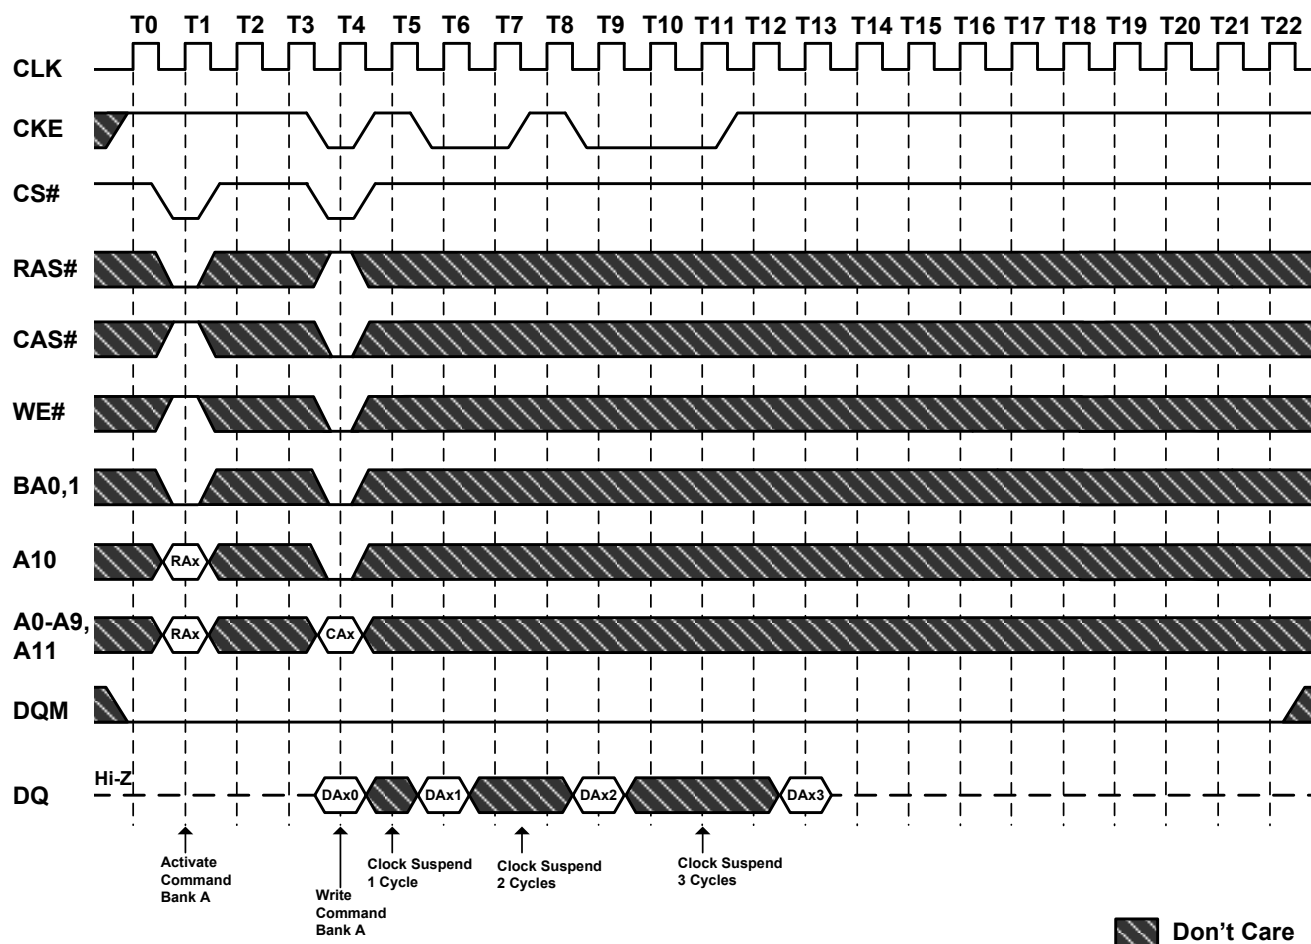 T0 T1 T2 T3 T4 T5 T6 T7 T8 T9 T10 T11 T12 T13 T14 T15 T16 T17 T18 T19 T20 T21 T22
CLK
CKE
CS#
RAS#
CAS#
WE#
BA0,1
A10 RAx
A0-A9,
A11 RAx CAx
DQM
Hi-Z
DQ DAx0 DAx1 DAx2 DAx3
Activate
Command
Bank A
Write
Command
Bank A
Clock Suspend
1 Cycle
Clock Suspend
2 Cycles
Clock Suspend
3 Cycles
Don't Care